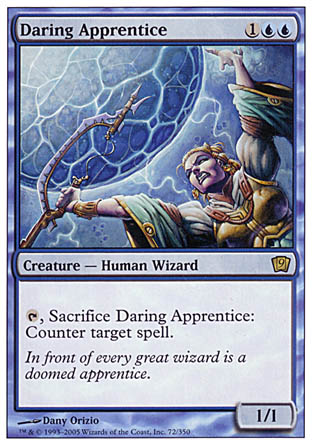 Daring Apprentice 1
Creature — Human Wizard
9
, Sacrifice Daring Apprentice:
Counter target spell.
In front of every great wizard is a
doomed apprentice.
Dany Orizio
™ & © 1993–2005 Wizards of the Coast, Inc. 72/350
1/1